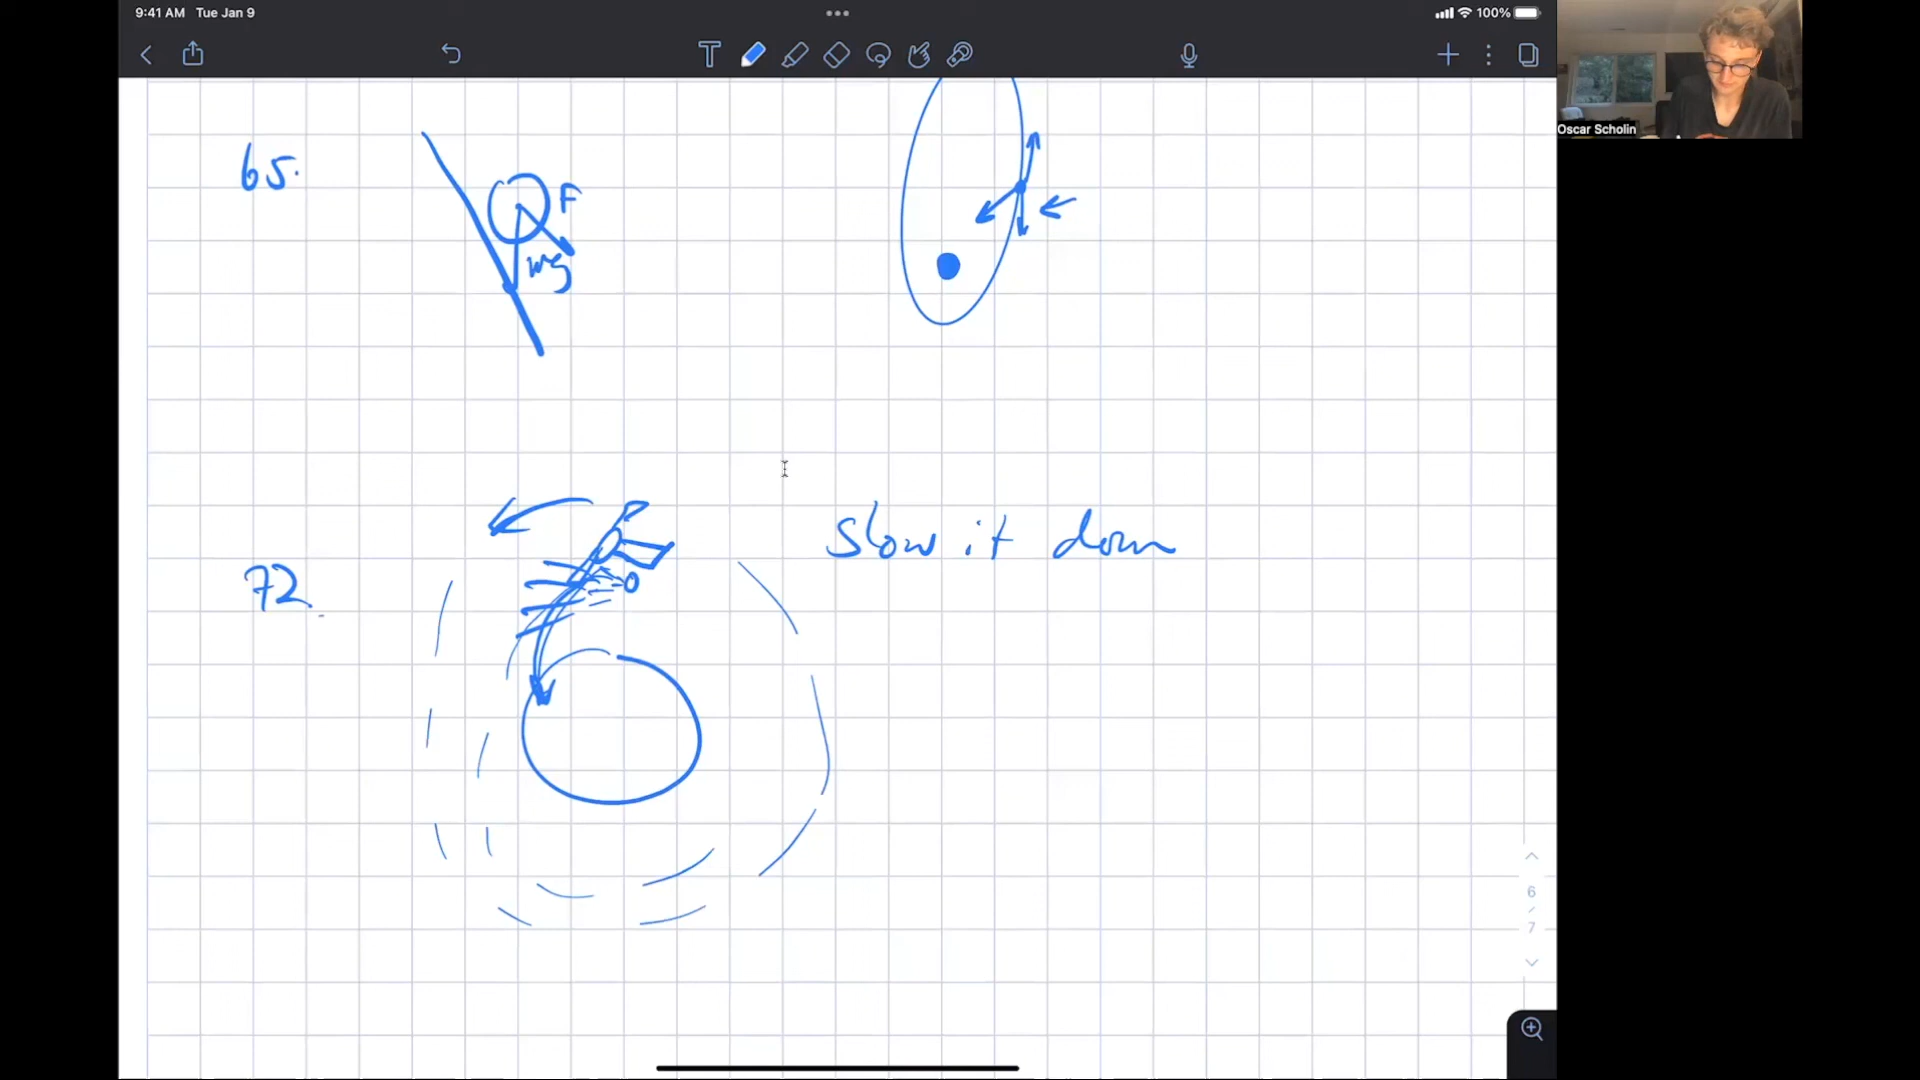 9:41 AM Tue Jan 9
100%
Oscar Scholin
65.
F
mg
Slow it down
72.
6
7